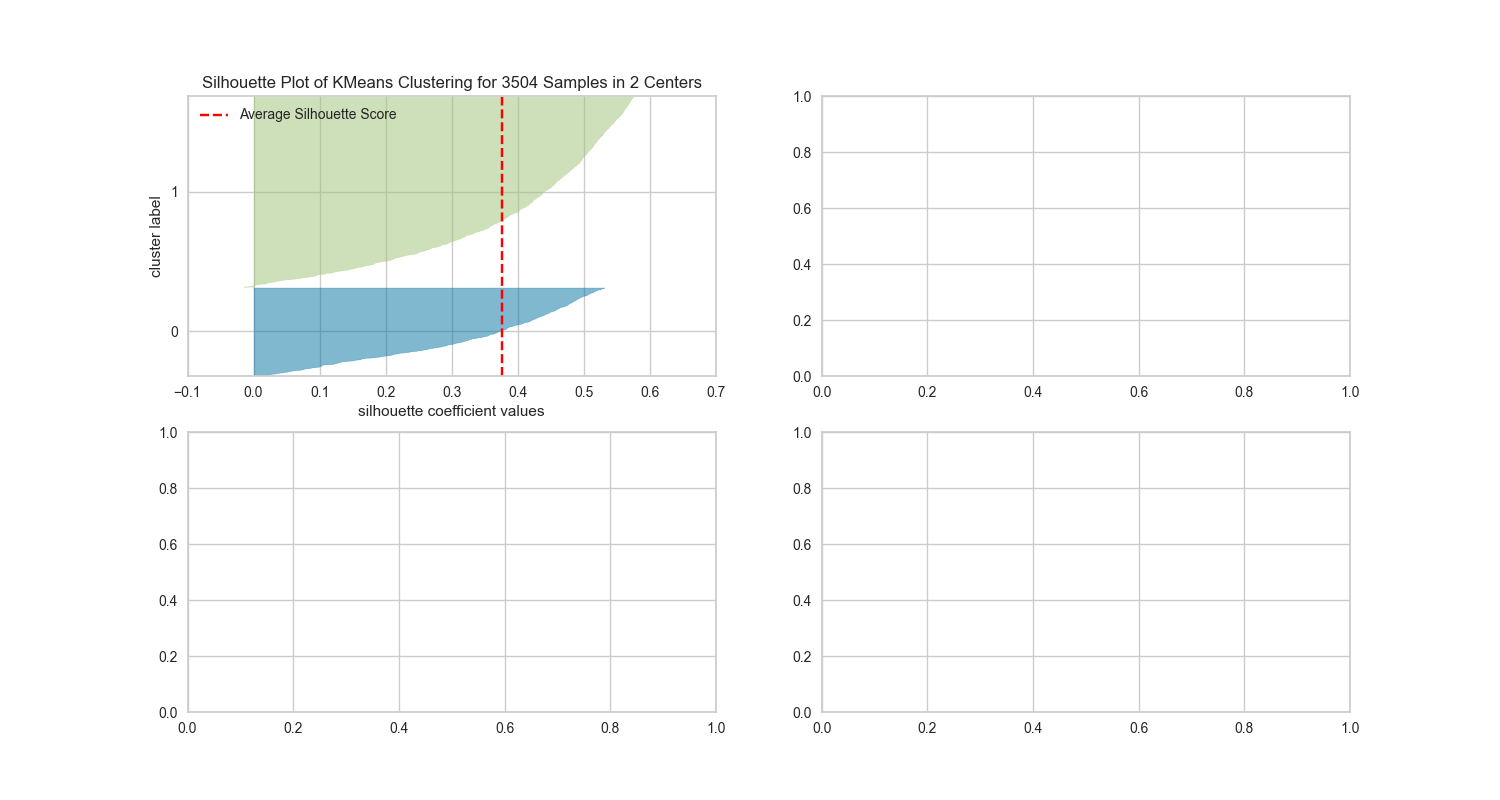 Silhouette Plot of KMeans Clustering for 3504 Samples in 2 Centers
Average Silhouette Score
cluster label
1
0
−0.1 0.0 0.1 0.2 0.3 0.4 0.5 0.6 0.7
silhouette coefficient values
1.0
0.8
0.6
0.4
0.2
0.0
0.0 0.2 0.4 0.6 0.8 1.0
1.0
0.8
0.6
0.4
0.2
0.0
0.0 0.2 0.4 0.6 0.8 1.0
1.0
0.8
0.6
0.4
0.2
0.0
0.0 0.2 0.4 0.6 0.8 1.0